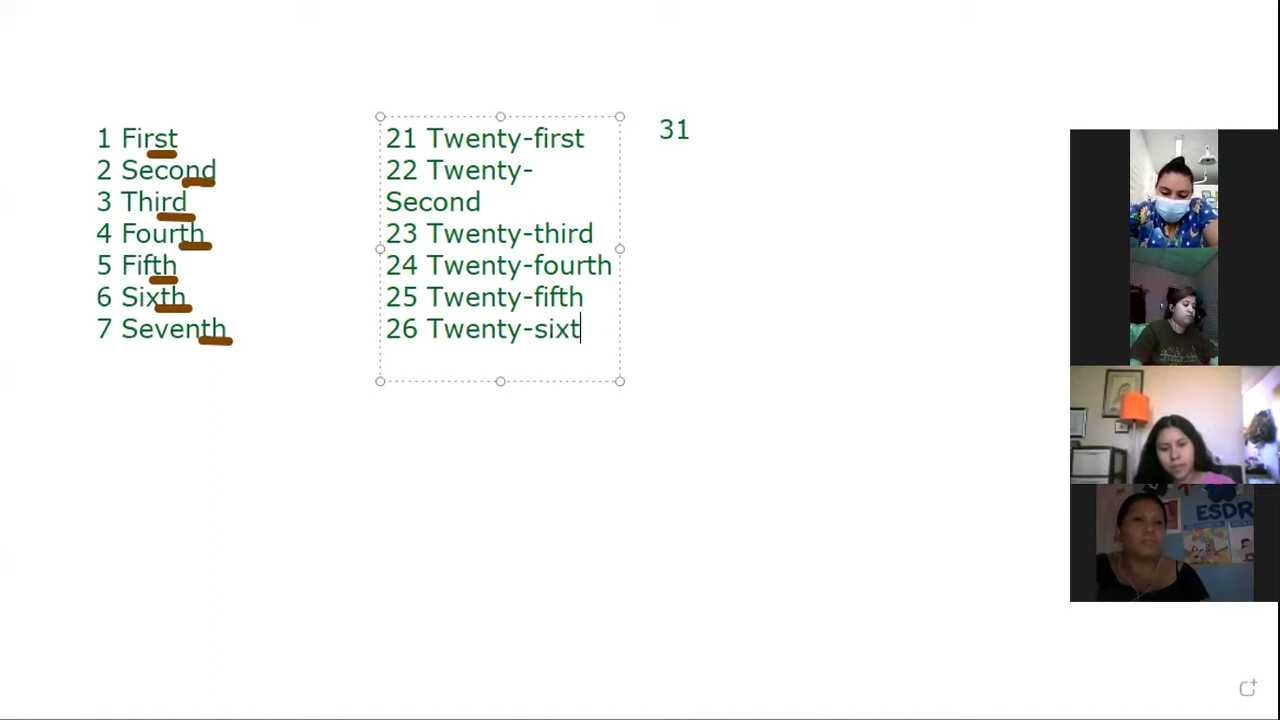 1 First
2 Second
3 Third
4 Fourth
5 Fifth
6 Sixth
7 Seventh
21 Twenty-first
22 Twenty-
Second
23 Twenty-third
24 Twenty-fourth
25 Twenty-fifth
26 Twenty-sixt
31
ESDR